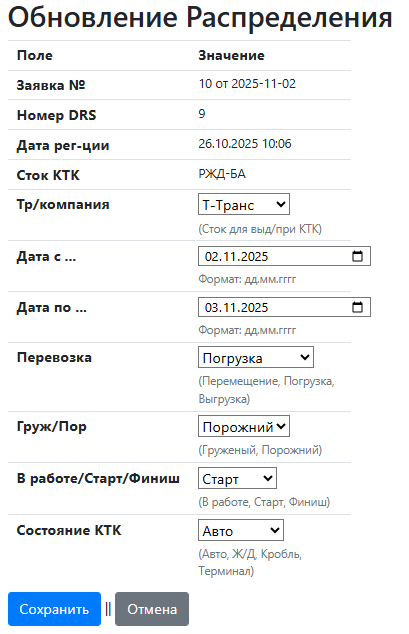 Обновление Распределения
Поле Значение
Заявка № 10 от 2025-11-02
Номер DRS 9
Дата рег-ции 26.10.2025 10:06
Сток КТК РЖД-БА
Тр/компания Т-Транс
(Сток для выд/при КТК)
Дата с ... 02.11.2025
Формат: дд.мм.гггг
Дата по ... 03.11.2025
Формат: дд.мм.гггг
Перевозка Погрузка
(Перемещение, Погрузка,
Выгрузка)
Груж/Пор Порожний
(Груженый, Порожний)
В работе/Старт/Финиш Старт
(В работе, Старт, Финиш)
Состояние КТК Авто
(Авто, Ж/Д, Кробль,
Терминал)
Сохранить || Отмена